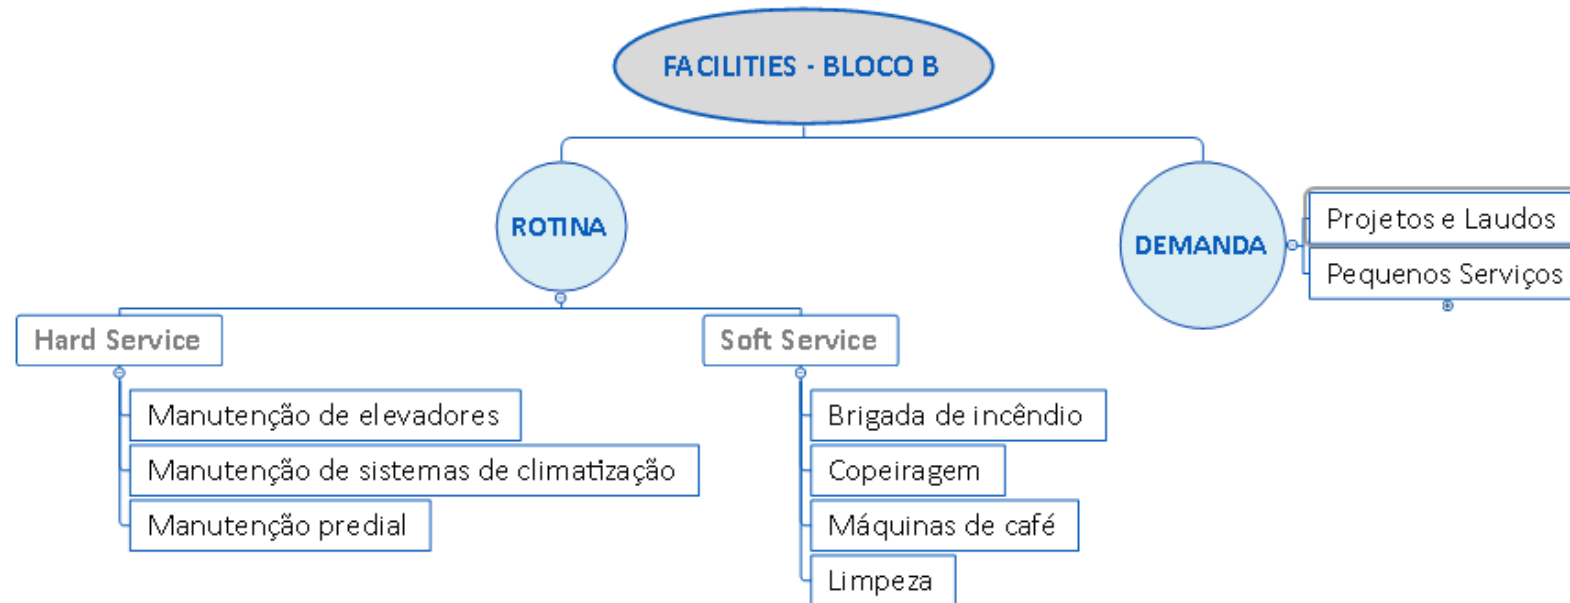 FACILITIES - BLOCO B
ROTINA
DEMANDA
Projetos e Laudos
Pequenos Serviços
Hard Service
Manutenção de elevadores
Manutenção de sistemas de climatização
Manutenção predial
Soft Service
Brigada de incêndio
Copeiragem
Máquinas de café
Limpeza